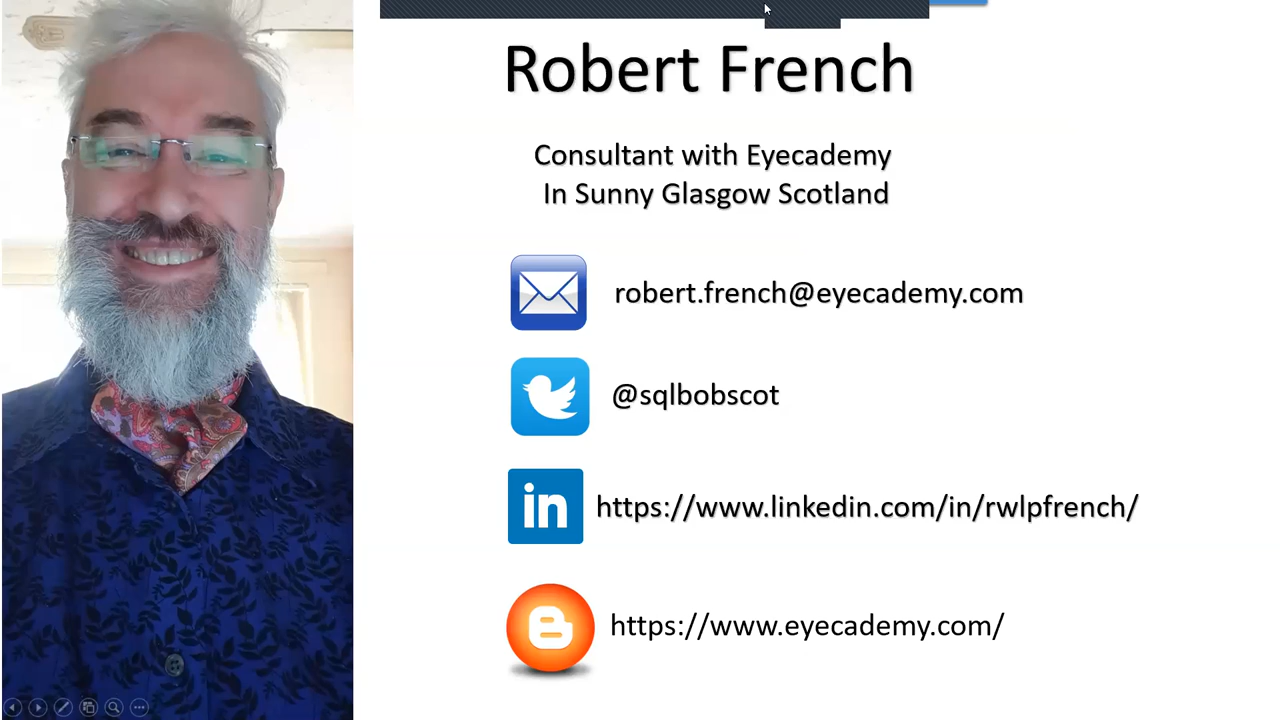 Robert French
Consultant with Eyecademy
In Sunny Glasgow Scotland
robert.french@eyecademy.com
@sqlbobscot
in https://www.linkedin.com/in/rwlpfrench/
https://www.eyecademy.com/